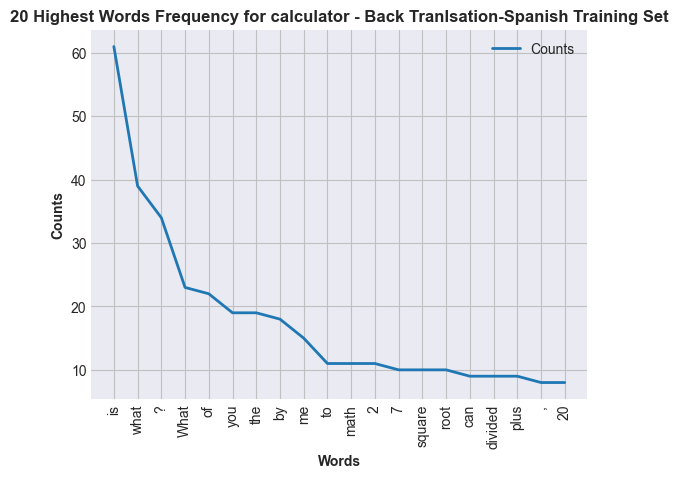 20 Highest Words Frequency for calculator - Back Tranlsation-Spanish Training Set
Counts
60
50
40
30
20
10
Counts
is
what
?
What
of
you
the
by
me
to
math
2
7
square
root
can
divided
plus
,
20
Words